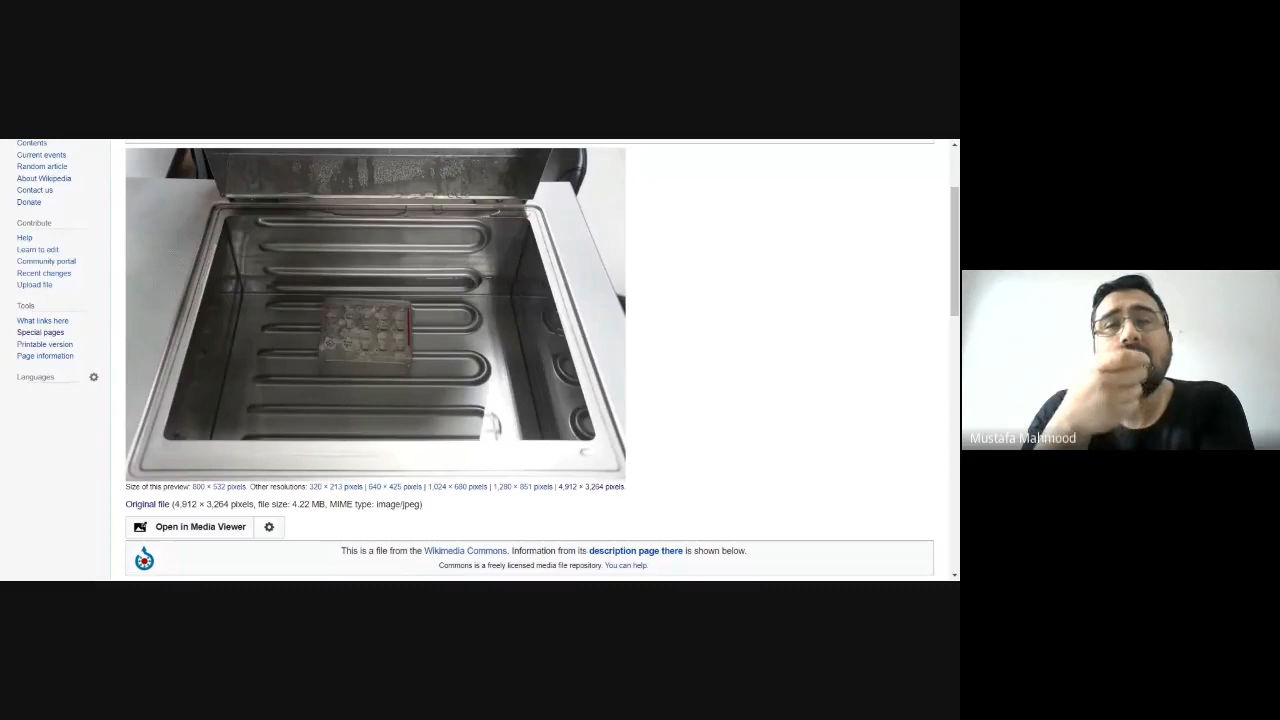 Contents
Current events
Random article
About Wikipedia
Contact us
Donate
Contribute
Help
Learn to edit
Community portal
Recent changes
Upload file
Tools
What links here
Special pages
Printable version
Page information
Languages
Size of this preview: 800 × 532 pixels. Other resolutions: 320 × 213 pixels | 640 × 425 pixels | 1,024 × 680 pixels | 1,280 × 851 pixels | 4,912 × 3,264 pixels.
Original file (4,912 × 3,264 pixels, file size: 4.22 MB, MIME type: image/jpeg)
Open in Media Viewer
This is a file from the Wikimedia Commons. Information from its description page there is shown below.
Commons is a freely licensed media file repository. You can help.
Mustafa Mahmood